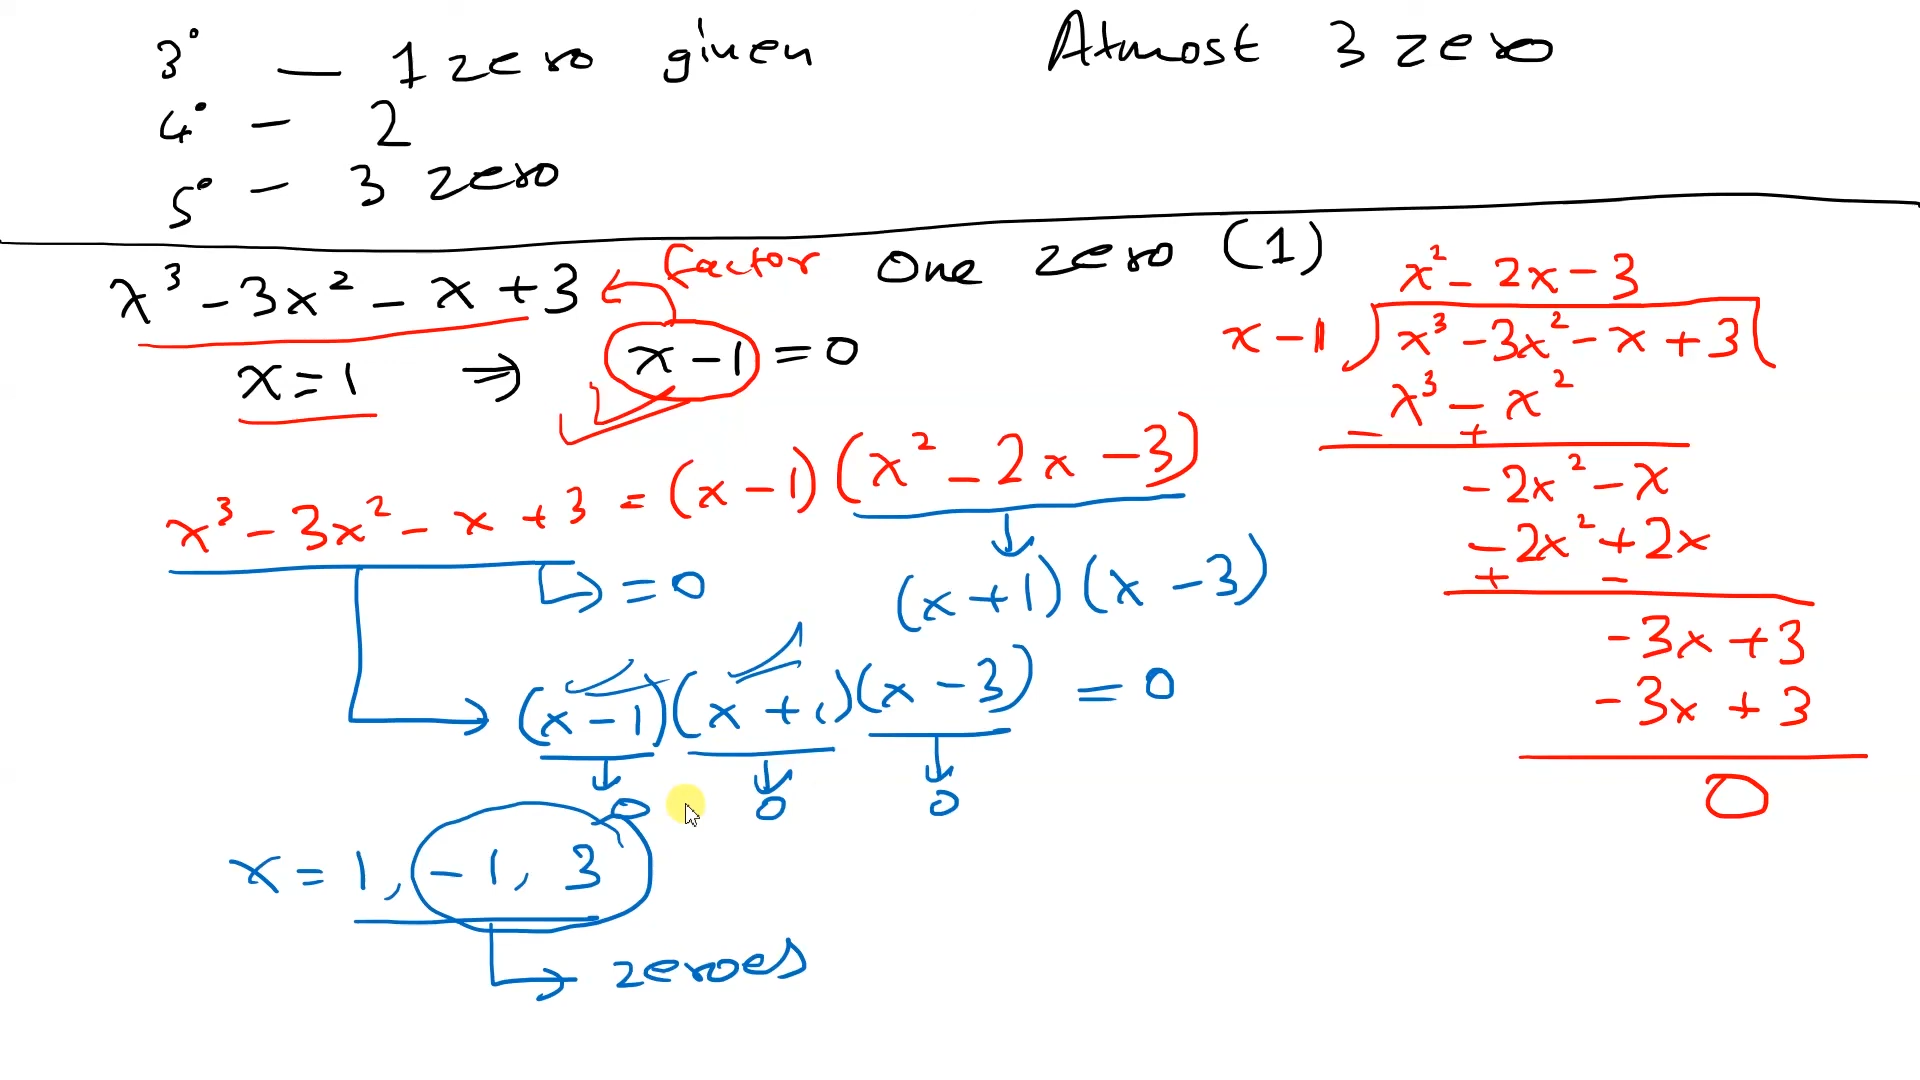 3° — 1 zero given Atmost 3 zero
4° - 2
5° - 3 zero
x³ - 3x² - x + 3 factor One zero (1)
x = 1 ⇒ x - 1 = 0
x³ - 3x² - x + 3 = (x - 1)(x² - 2x - 3)
= 0 (x + 1)(x - 3)
(x - 1)(x + 1)(x - 3) = 0
0 0 0
x = 1, -1, 3
zeroes
x² - 2x - 3
x - 1 ) x³ - 3x² - x + 3 (
x³ - x²
- +
-2x² - x
-2x² + 2x
+ -
-3x + 3
-3x + 3
0